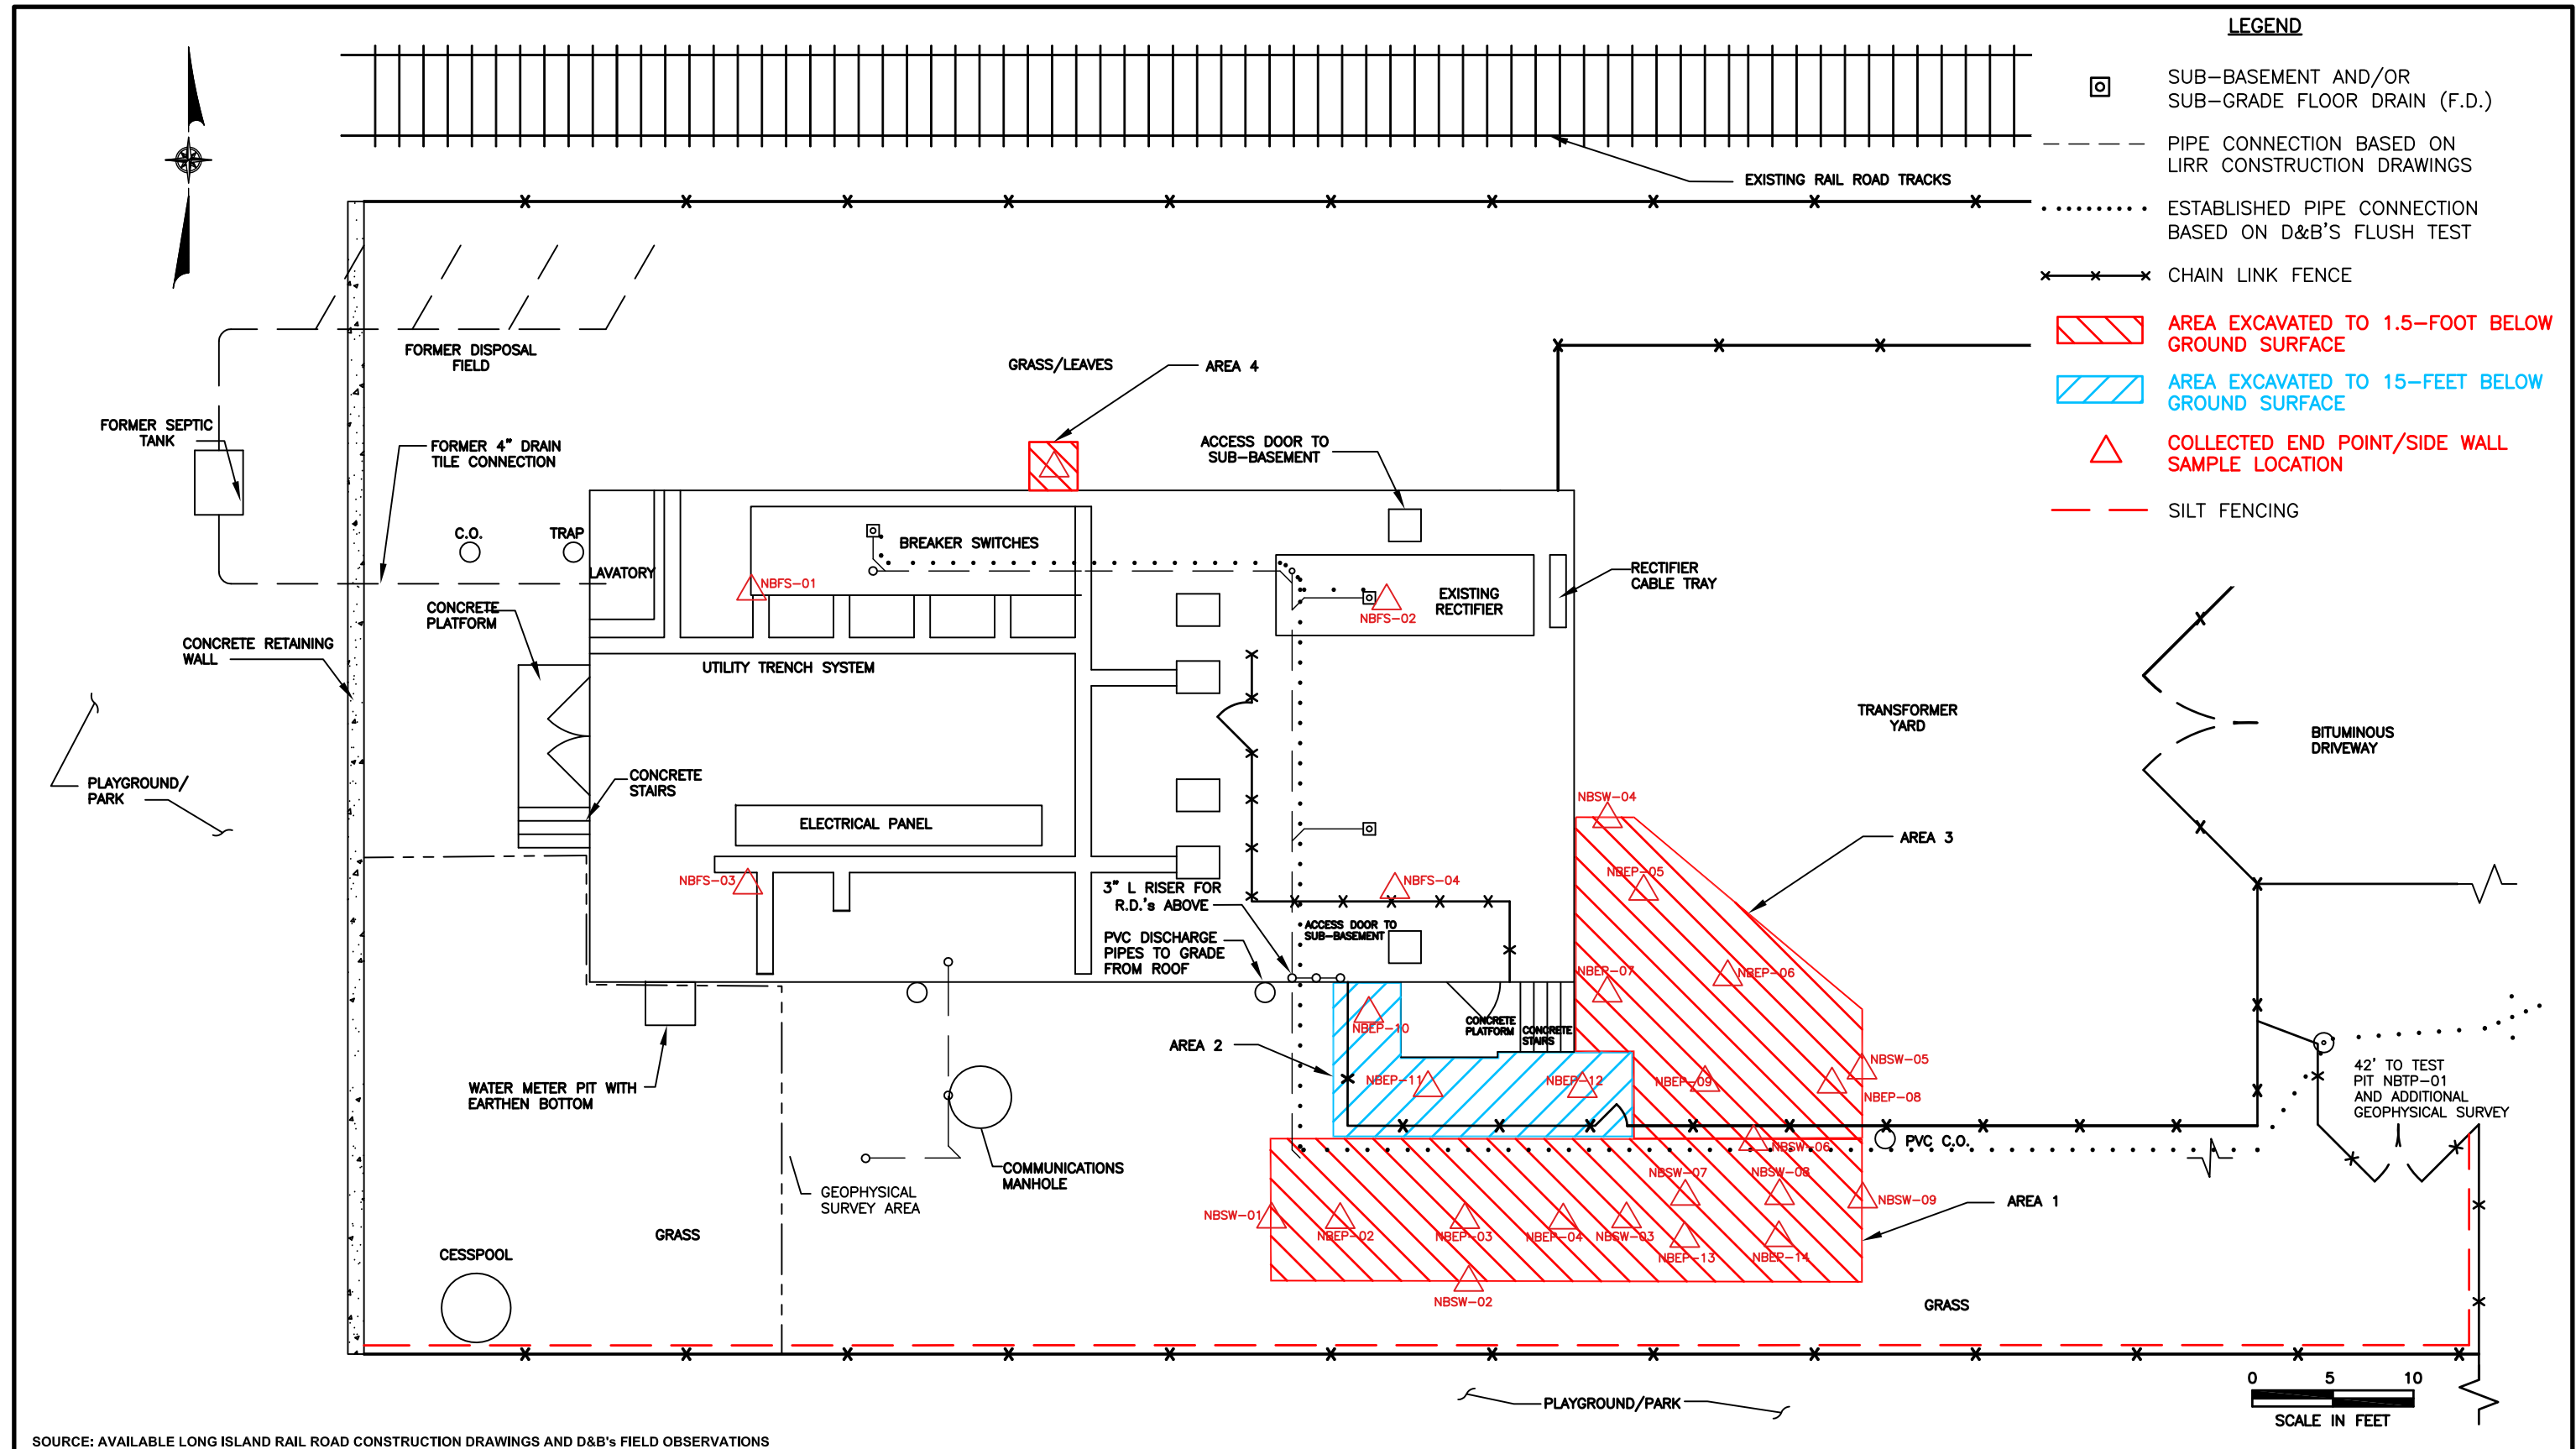 LEGEND
SUB-BASEMENT AND/OR
SUB-GRADE FLOOR DRAIN (F.D.)
PIPE CONNECTION BASED ON
LIRR CONSTRUCTION DRAWINGS
ESTABLISHED PIPE CONNECTION
BASED ON D&B'S FLUSH TEST
CHAIN LINK FENCE
AREA EXCAVATED TO 1.5-FOOT BELOW
GROUND SURFACE
AREA EXCAVATED TO 15-FEET BELOW
GROUND SURFACE
COLLECTED END POINT/SIDE WALL
SAMPLE LOCATION
SILT FENCING
EXISTING RAIL ROAD TRACKS
FORMER DISPOSAL
FIELD
GRASS/LEAVES
AREA 4
FORMER SEPTIC
TANK
FORMER 4" DRAIN
TILE CONNECTION
ACCESS DOOR TO
SUB-BASEMENT
C.O.
TRAP
BREAKER SWITCHES
LAVATORY
NBFS-01
NBFS-02
EXISTING
RECTIFIER
RECTIFIER
CABLE TRAY
CONCRETE
PLATFORM
CONCRETE RETAINING
WALL
UTILITY TRENCH SYSTEM
TRANSFORMER
YARD
BITUMINOUS
DRIVEWAY
PLAYGROUND/
PARK
CONCRETE
STAIRS
ELECTRICAL PANEL
NBSW-04
AREA 3
NBEP-05
NBFS-03
NBFS-04
3" L RISER FOR
R.D.'s ABOVE
ACCESS DOOR TO
SUB-BASEMENT
PVC DISCHARGE
PIPES TO GRADE
FROM ROOF
NBEP-07
NBEP-06
NBEP-10
CONCRETE
PLATFORM
CONCRETE
STAIRS
AREA 2
NBEP-11
NBEP-12
NBEP-09
NBSW-05
NBEP-08
42' TO TEST
PIT NBTP-01
AND ADDITIONAL
GEOPHYSICAL SURVEY
WATER METER PIT WITH
EARTHEN BOTTOM
PVC C.O.
NBSW-06
COMMUNICATIONS
MANHOLE
NBSW-07
NBSW-08
GEOPHYSICAL
SURVEY AREA
NBSW-09
AREA 1
NBSW-01
NBEP-02
NBEP-03
NBEP-04
NBSW-03
NBEP-13
NBEP-14
GRASS
CESSPOOL
NBSW-02
GRASS
PLAYGROUND/PARK
0 5 10
SCALE IN FEET
SOURCE: AVAILABLE LONG ISLAND RAIL ROAD CONSTRUCTION DRAWINGS AND D&B's FIELD OBSERVATIONS